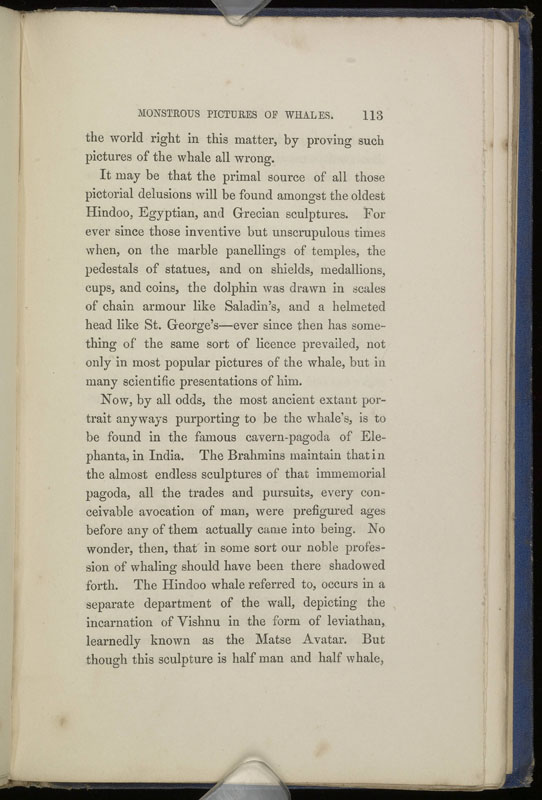 MONSTROUS PICTURES OF WHALES. 113
the world right in this matter, by proving such
pictures of the whale all wrong.
It may be that the primal source of all those
pictorial delusions will be found amongst the oldest
Hindoo, Egyptian, and Grecian sculptures. For
ever since those inventive but unscrupulous times
when, on the marble panellings of temples, the
pedestals of statues, and on shields, medallions,
cups, and coins, the dolphin was drawn in scales
of chain armour like Saladin's, and a helmeted
head like St. George's—ever since then has some-
thing of the same sort of licence prevailed, not
only in most popular pictures of the whale, but in
many scientific presentations of him.
Now, by all odds, the most ancient extant por-
trait anyways purporting to be the whale's, is to
be found in the famous cavern-pagoda of Ele-
phanta, in India. The Brahmins maintain that in
the almost endless sculptures of that immemorial
pagoda, all the trades and pursuits, every con-
ceivable avocation of man, were prefigured ages
before any of them actually came into being. No
wonder, then, that in some sort our noble profes-
sion of whaling should have been there shadowed
forth. The Hindoo whale referred to, occurs in a
separate department of the wall, depicting the
incarnation of Vishnu in the form of leviathan,
learnedly known as the Matse Avatar. But
though this sculpture is half man and half whale,